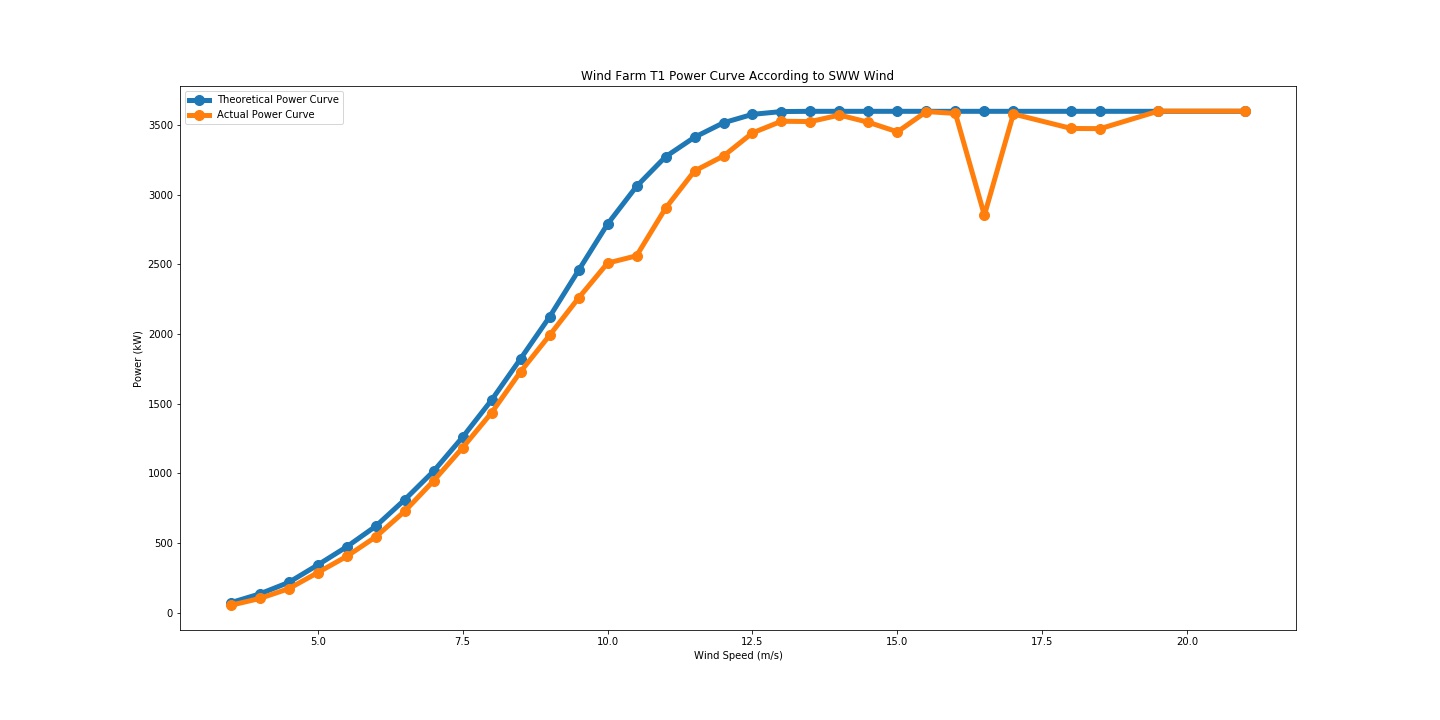 Wind Farm T1 Power Curve According to SWW Wind
Theoretical Power Curve
Actual Power Curve
Power (kW)
3500
3000
2500
2000
1500
1000
500
0
5.0 7.5 10.0 12.5 15.0 17.5 20.0
Wind Speed (m/s)